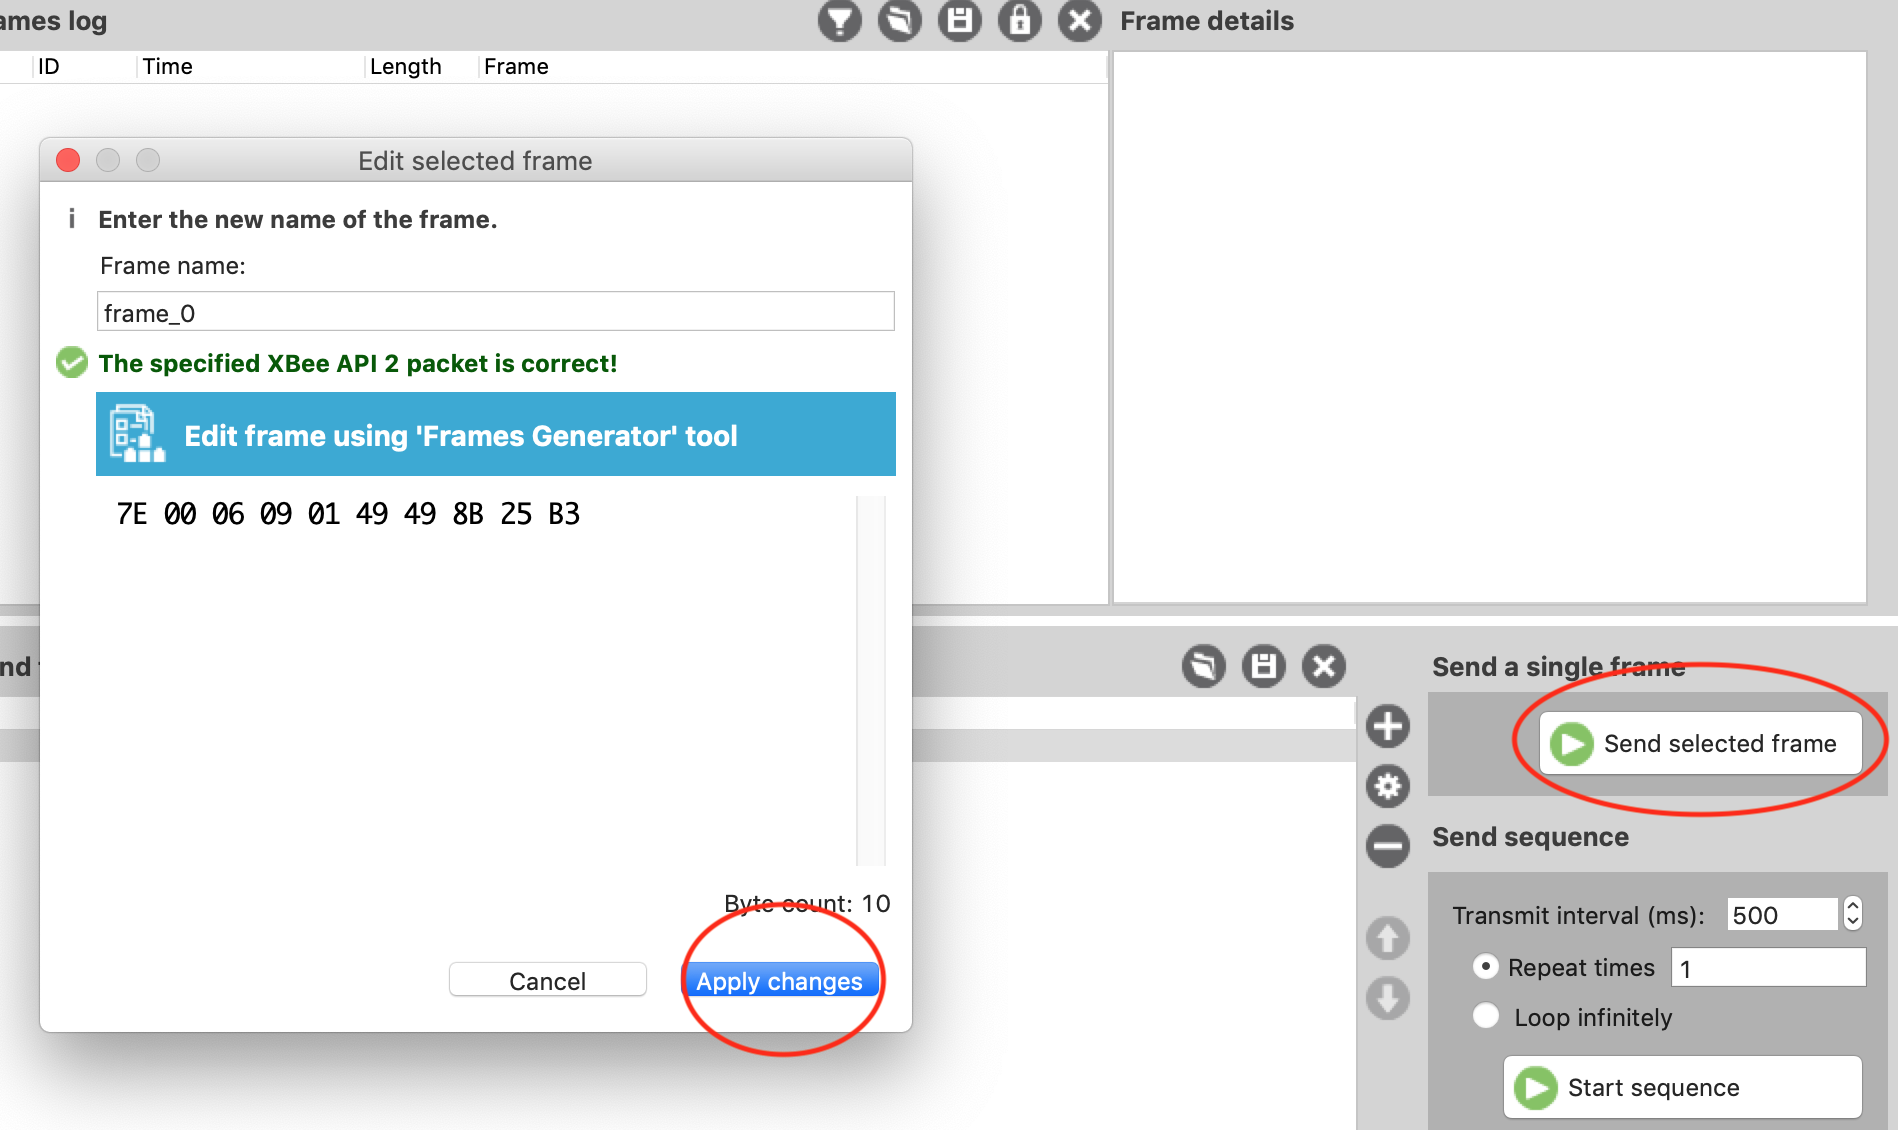 ames log
Frame details
ID Time Length Frame
Edit selected frame
Enter the new name of the frame.
Frame name:
frame_0
The specified XBee API 2 packet is correct!
Edit frame using 'Frames Generator' tool
7E 00 06 09 01 49 49 8B 25 B3
Byte count: 10
Cancel Apply changes
nd
Send a single frame
Send selected frame
Send sequence
Transmit interval (ms): 500
Repeat times 1
Loop infinitely
Start sequence